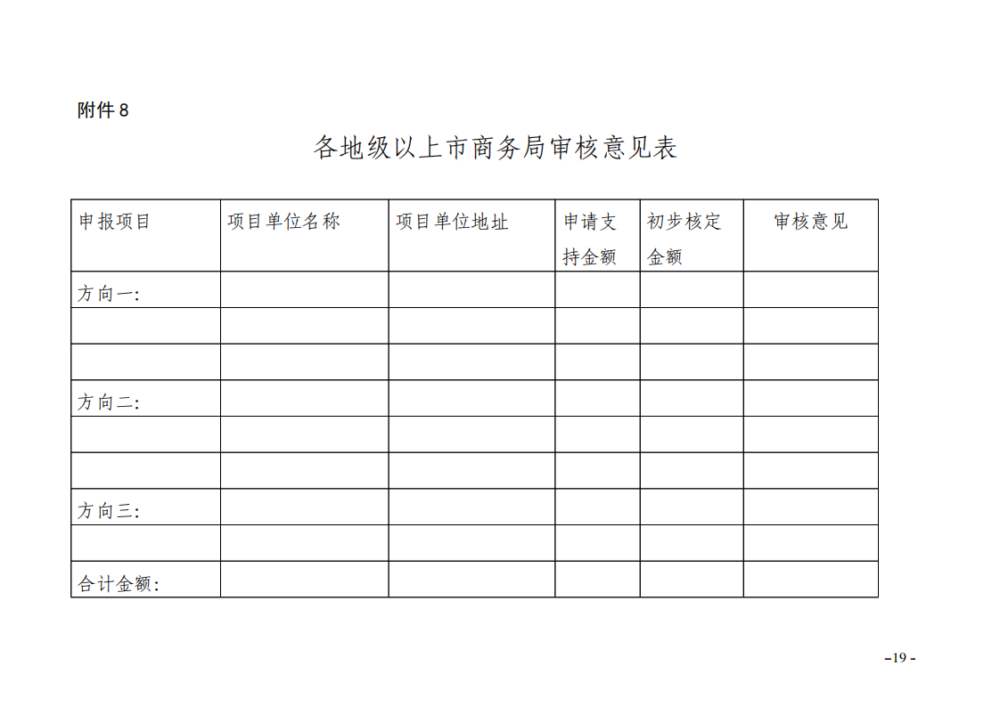 附件 8
各地级以上市商务局审核意见表
申报项目 项目单位名称 项目单位地址 申请支持金额 初步核定金额 审核意见
方向一:
方向二:
方向三:
合计金额:
–19 -